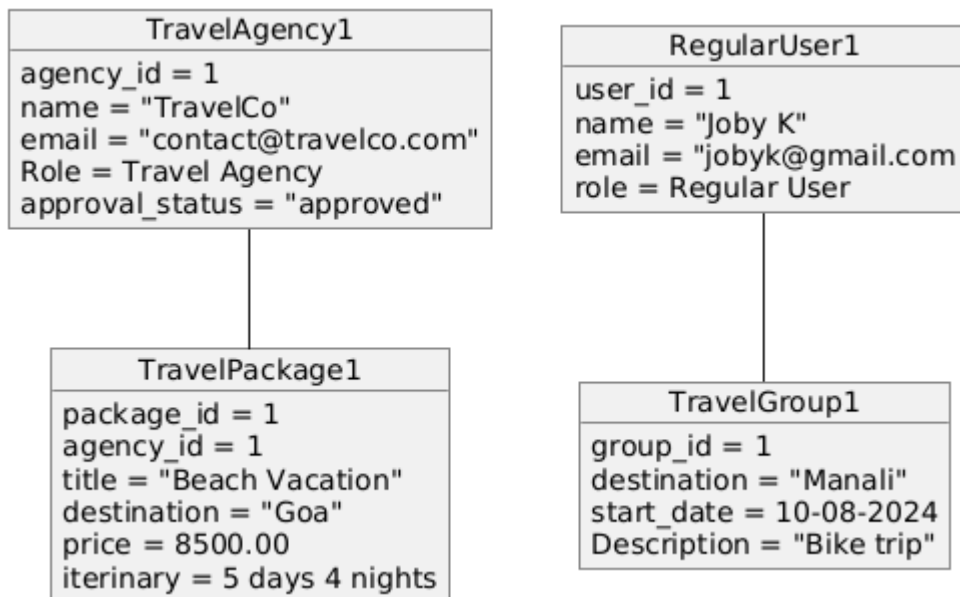 TravelAgency1
agency_id = 1
name = "TravelCo"
email = "contact@travelco.com"
Role = Travel Agency
approval_status = "approved"
RegularUser1
user_id = 1
name = "Joby K"
email = "jobyk@gmail.com
role = Regular User
TravelPackage1
package_id = 1
agency_id = 1
title = "Beach Vacation"
destination = "Goa"
price = 8500.00
iterinary = 5 days 4 nights
TravelGroup1
group_id = 1
destination = "Manali"
start_date = 10-08-2024
Description = "Bike trip"